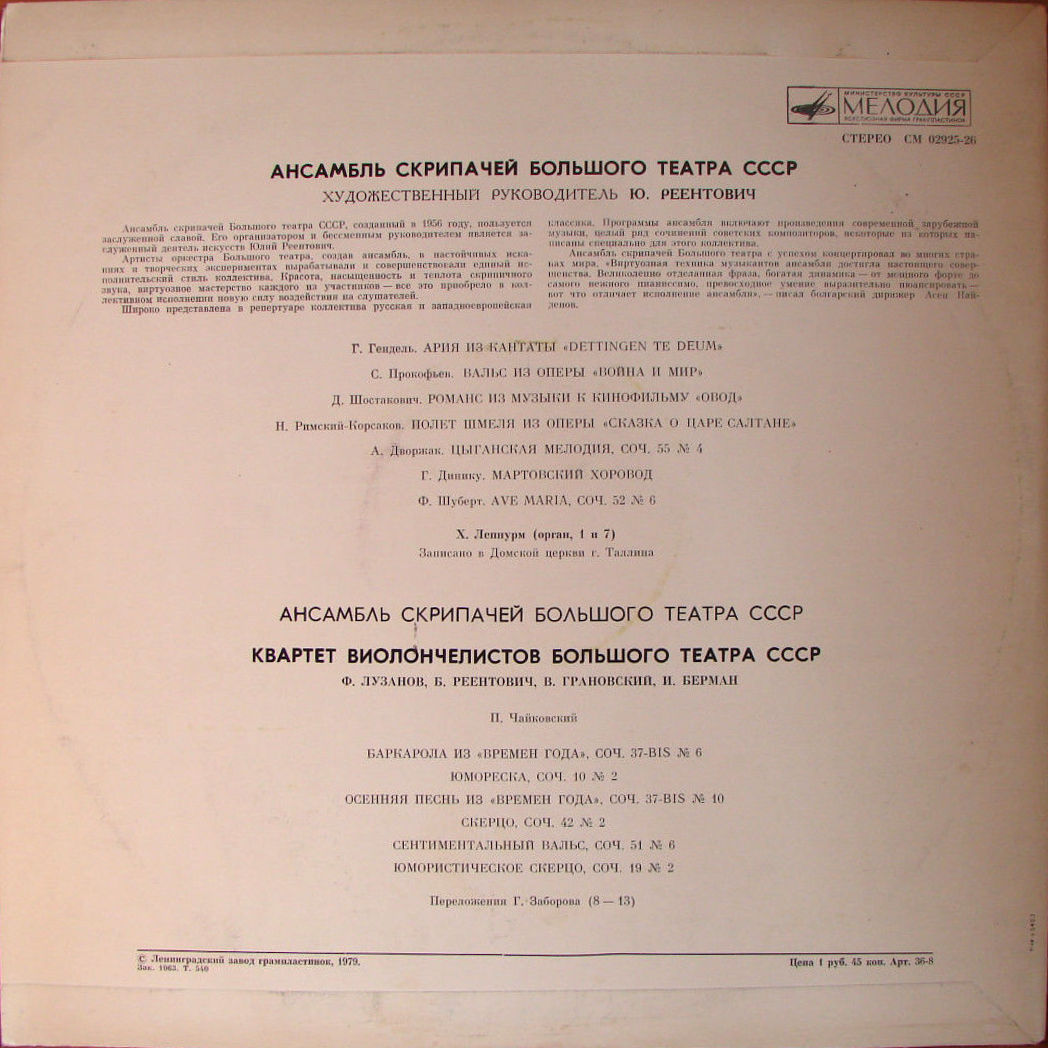 МИНИСТЕРСТВО КУЛЬТУРЫ СССР
МЕЛОДИЯ
ВСЕСОЮЗНАЯ ФИРМА ГРАМПЛАСТИНОК
СТЕРЕО СМ 02925-26
АНСАМБЛЬ СКРИПАЧЕЙ БОЛЬШОГО ТЕАТРА СССР
ХУДОЖЕСТВЕННЫЙ РУКОВОДИТЕЛЬ Ю. РЕЕНТОВИЧ
Ансамбль скрипачей Большого театра СССР, созданный в 1956 году, пользуется
заслуженной славой. Его организатором и бессменным руководителем является за-
служенный деятель искусств Юлий Реентович.
Артисты оркестра Большого театра, создав ансамбль, в настойчивых иска-
ниях и творческих экспериментах вырабатывали и совершенствовали единый ис-
полнительский стиль коллектива. Красота, насыщенность и теплота скрипичного
звука, виртуозное мастерство каждого из участников — все это приобрело в кол-
лективном исполнении новую силу воздействия на слушателей.
Широко представлена в репертуаре коллектива русская и западноевропейская
классика. Программы ансамбля включают произведения современной зарубежной
музыки, целый ряд сочинений советских композиторов, некоторые из которых на-
писаны специально для этого коллектива.
Ансамбль скрипачей Большого театра с успехом концертировал во многих стра-
нах мира. «Виртуозная техника музыкантов ансамбля достигла настоящего совер-
шенства. Великолепно отделанная фраза, богатая динамика — от мощного форте до
самого нежного пианиссимо, превосходное умение выразительно нюансировать —
вот что отличает исполнение ансамбля», — писал болгарский дирижер Асен Най-
денов.
Г. Гендель. АРИЯ ИЗ КАНТАТЫ «DETTINGEN TE DEUM»
С. Прокофьев. ВАЛЬС ИЗ ОПЕРЫ «ВОЙНА И МИР»
Д. Шостакович. РОМАНС ИЗ МУЗЫКИ К КИНОФИЛЬМУ «ОВОД»
Н. Римский-Корсаков. ПОЛЕТ ШМЕЛЯ ИЗ ОПЕРЫ «СКАЗКА О ЦАРЕ САЛТАНЕ»
А. Дворжак. ЦЫГАНСКАЯ МЕЛОДИЯ, СОЧ. 55 № 4
Г. Динику. МАРТОВСКИЙ ХОРОВОД
Ф. Шуберт. AVE MARIA, СОЧ. 52 № 6
Х. Лепнурм (орган, 1 и 7)
Записано в Домской церкви г. Таллина
АНСАМБЛЬ СКРИПАЧЕЙ БОЛЬШОГО ТЕАТРА СССР
КВАРТЕТ ВИОЛОНЧЕЛИСТОВ БОЛЬШОГО ТЕАТРА СССР
Ф. ЛУЗАНОВ, Б. РЕЕНТОВИЧ, В. ГРАНОВСКИЙ, И. БЕРМАН
П. Чайковский
БАРКАРОЛА ИЗ «ВРЕМЕН ГОДА», СОЧ. 37-BIS № 6
ЮМОРЕСКА, СОЧ. 10 № 2
ОСЕННЯЯ ПЕСНЬ ИЗ «ВРЕМЕН ГОДА», СОЧ. 37-BIS № 10
СКЕРЦО, СОЧ. 42 № 2
СЕНТИМЕНТАЛЬНЫЙ ВАЛЬС, СОЧ. 51 № 6
ЮМОРИСТИЧЕСКОЕ СКЕРЦО, СОЧ. 19 № 2
Переложения Г. Заборова (8 — 13)
© Ленинградский завод грампластинок, 1979.
Зак. 1063. Т. 540
Цена 1 руб. 45 коп. Арт. 36-8